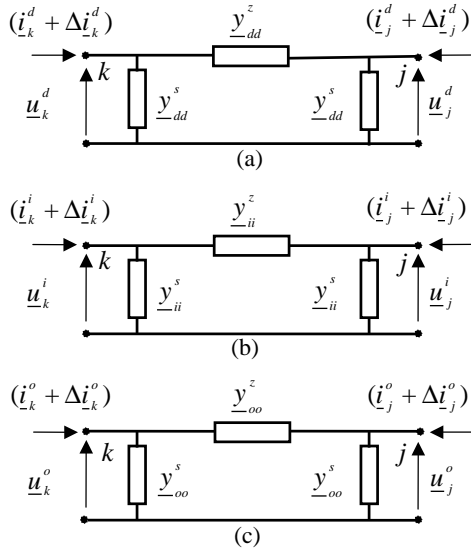 (i_k^d + Δi_k^d) y_dd^z (i_j^d + Δi_j^d)
k j
u_k^d y_dd^s y_dd^s u_j^d
(a)
(i_k^i + Δi_k^i) y_ii^z (i_j^i + Δi_j^i)
k j
u_k^i y_ii^s y_ii^s u_j^i
(b)
(i_k^o + Δi_k^o) y_oo^z (i_j^o + Δi_j^o)
k j
u_k^o y_oo^s y_oo^s u_j^o
(c)